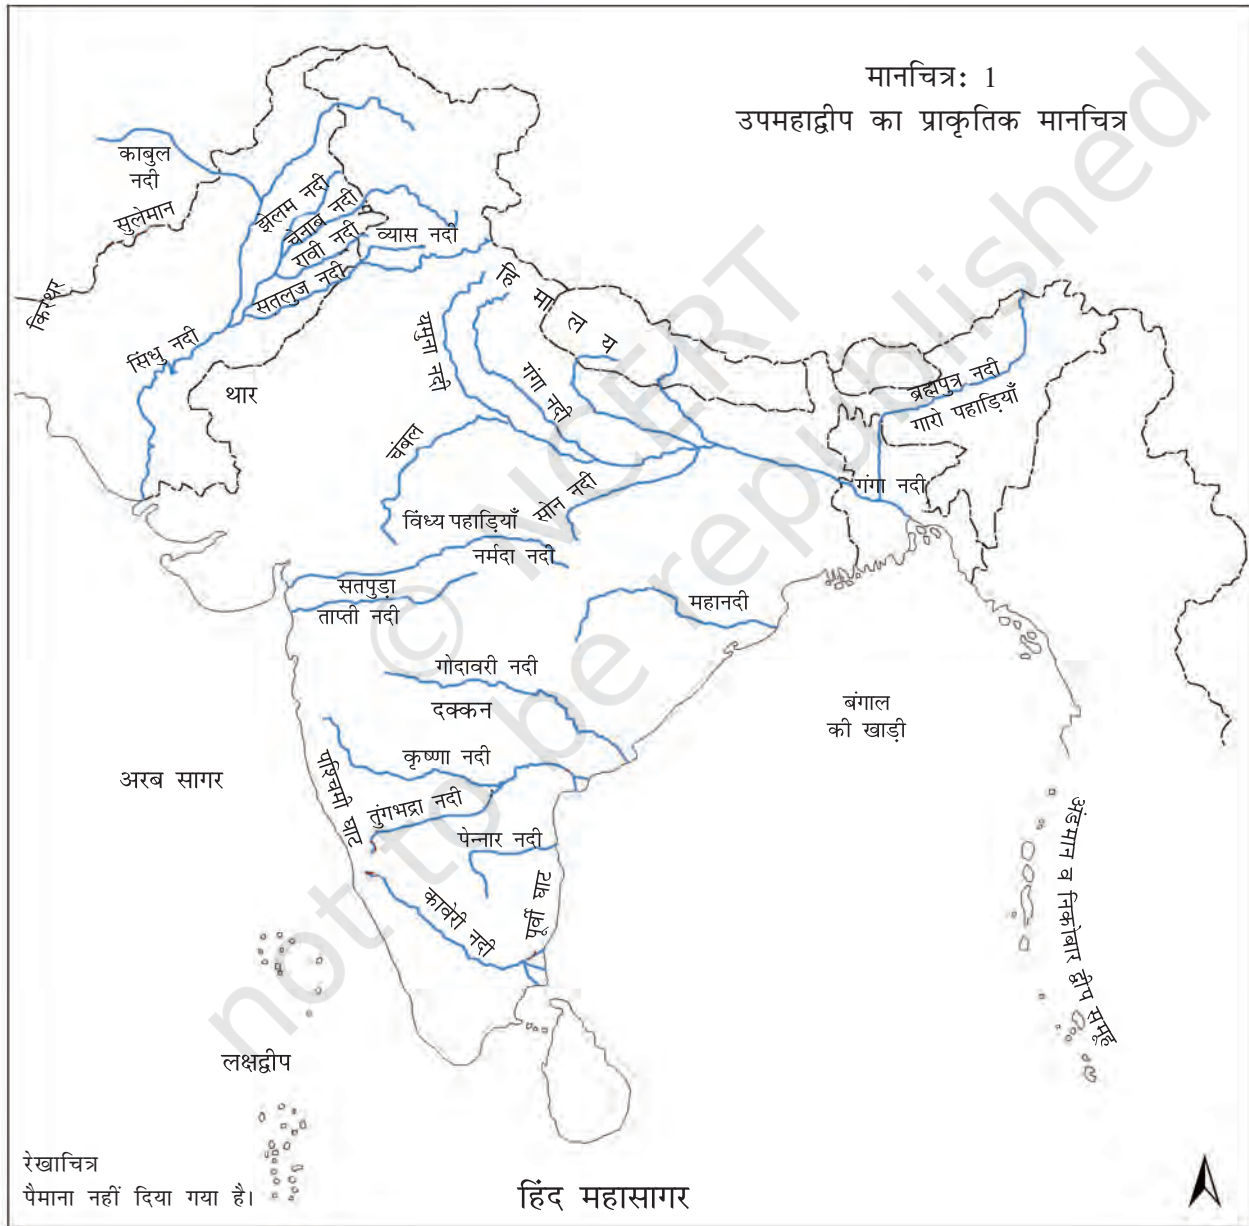 मानचित्र: 1
उपमहाद्वीप का प्राकृतिक मानचित्र
काबुल
नदी
सुलेमान
किरथर
झेलम नदी
चेनाब नदी
रावी नदी
व्यास नदी
सतलुज नदी
सिंधु नदी
थार
हिमालय
यमुना नदी
गंगा नदी
ब्रह्मपुत्र नदी
गारो पहाड़ियाँ
चंबल
गंगा नदी
सोन नदी
विंध्य पहाड़ियाँ
नर्मदा नदी
सतपुड़ा
ताप्ती नदी
महानदी
गोदावरी नदी
दक्कन
बंगाल
की खाड़ी
कृष्णा नदी
अरब सागर
पश्चिमी घाट
तुंगभद्रा नदी
पेन्नार नदी
कावेरी नदी
पूर्वी घाट
अंडमान व निकोबार द्वीप समूह
लक्षद्वीप
रेखाचित्र
पैमाना नहीं दिया गया है।
हिंद महासागर
© NCERT
not to be republished